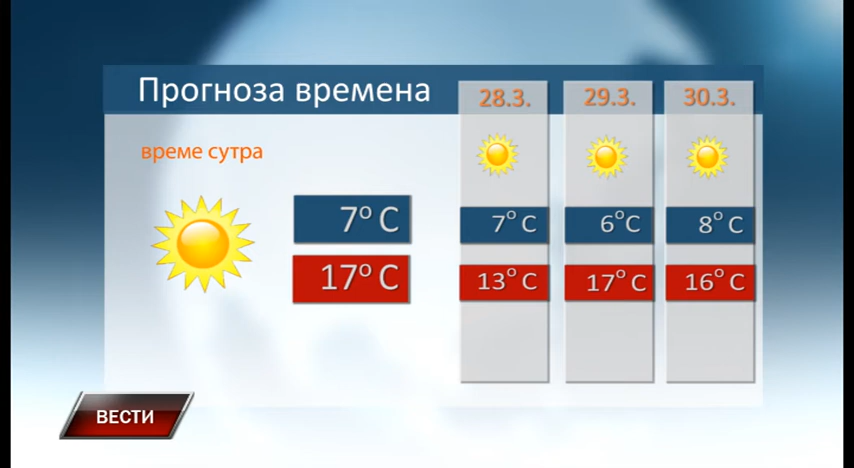 Прогноза времена
време сутра
7° C
17° C
28.3. 29.3. 30.3.
7° C 6°C 8° C
13° C 17° C 16° C
ВЕСТИ